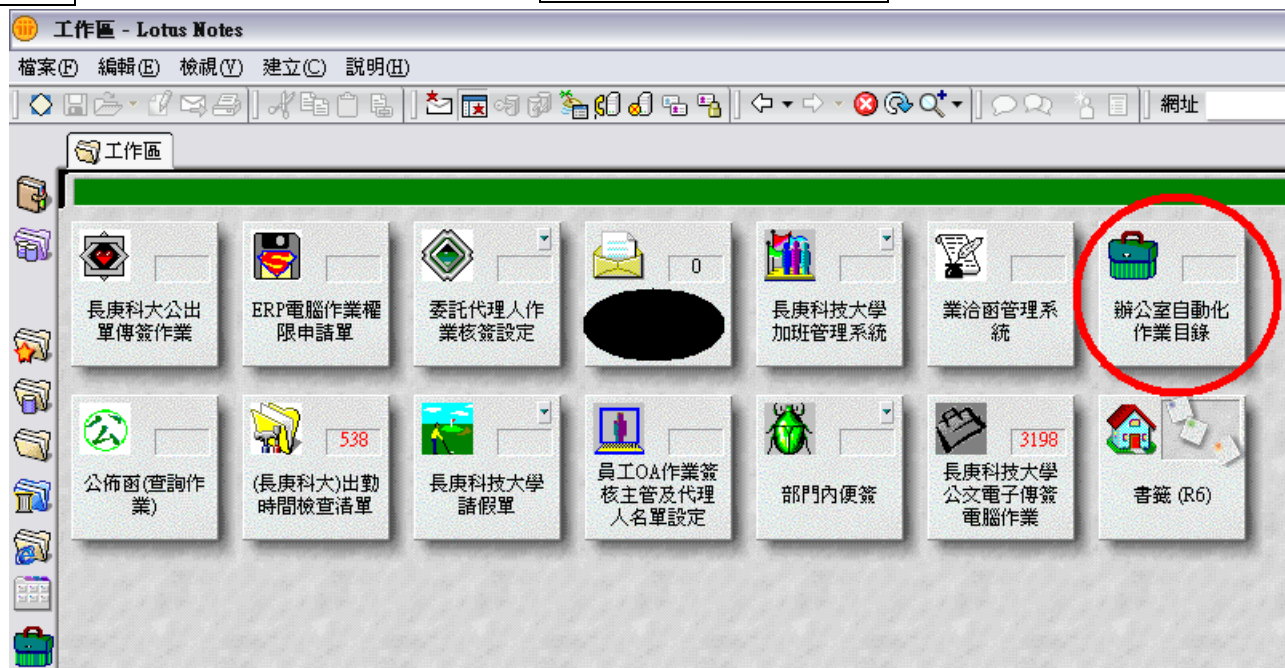 工作區 - Lotus Notes
檔案(F) 編輯(E) 檢視(V) 建立(C) 說明(H)
網址
工作區
0
長庚科大公出
單傳簽作業
ERP電腦作業權
限申請單
委託代理人作
業核簽設定
長庚科技大學
加班管理系統
業洽函管理系
統
辦公室自動化
作業目錄
538
3198
公佈函(查詢作
業)
(長庚科大)出勤
時間檢查清單
長庚科技大學
請假單
員工OA作業簽
核主管及代理
人名單設定
部門內便簽
長庚科技大學
公文電子傳簽
電腦作業
書籤 (R6)